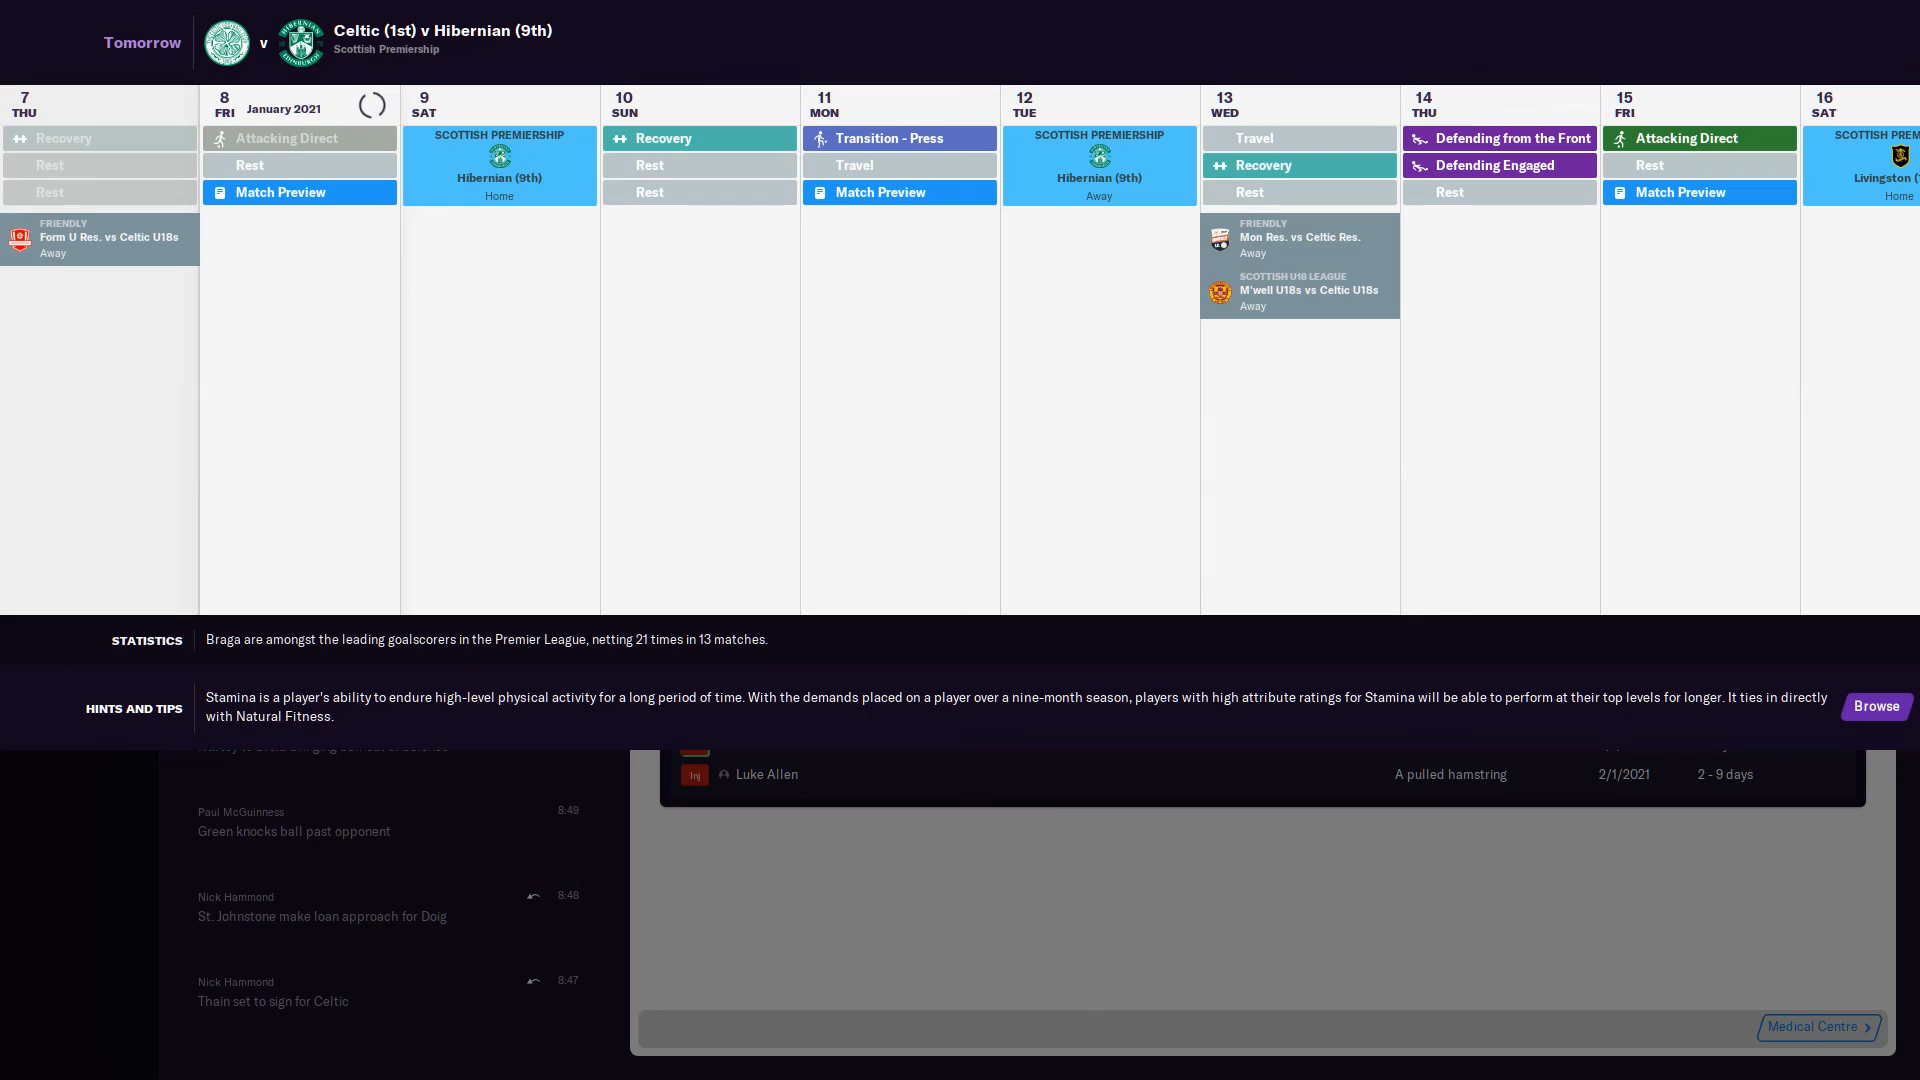 Tomorrow
v
Celtic (1st) v Hibernian (9th)
Scottish Premiership
7
THU
Recovery
Rest
Rest
FRIENDLY
Form U Res. vs Celtic U18s
Away
8
FRI
January 2021
Attacking Direct
Rest
Match Preview
9
SAT
SCOTTISH PREMIERSHIP
Hibernian (9th)
Home
10
SUN
Recovery
Rest
Rest
11
MON
Transition - Press
Travel
Match Preview
12
TUE
SCOTTISH PREMIERSHIP
Hibernian (9th)
Away
13
WED
Travel
Recovery
Rest
FRIENDLY
Mon Res. vs Celtic Res.
Away
SCOTTISH U18 LEAGUE
M'well U18s vs Celtic U18s
Away
14
THU
Defending from the Front
Defending Engaged
Rest
15
FRI
Attacking Direct
Rest
Match Preview
16
SAT
SCOTTISH PREM
Livingston (
Home
STATISTICS
Braga are amongst the leading goalscorers in the Premier League, netting 21 times in 13 matches.
HINTS AND TIPS
Stamina is a player's ability to endure high-level physical activity for a long period of time. With the demands placed on a player over a nine-month season, players with high attribute ratings for Stamina will be able to perform at their top levels for longer. It ties in directly
with Natural Fitness.
Browse
Inj
Luke Allen
A pulled hamstring
2/1/2021
2 - 9 days
Paul McGuinness
8:49
Green knocks ball past opponent
Nick Hammond
8:48
St. Johnstone make loan approach for Doig
Nick Hammond
8:47
Thain set to sign for Celtic
Medical Centre